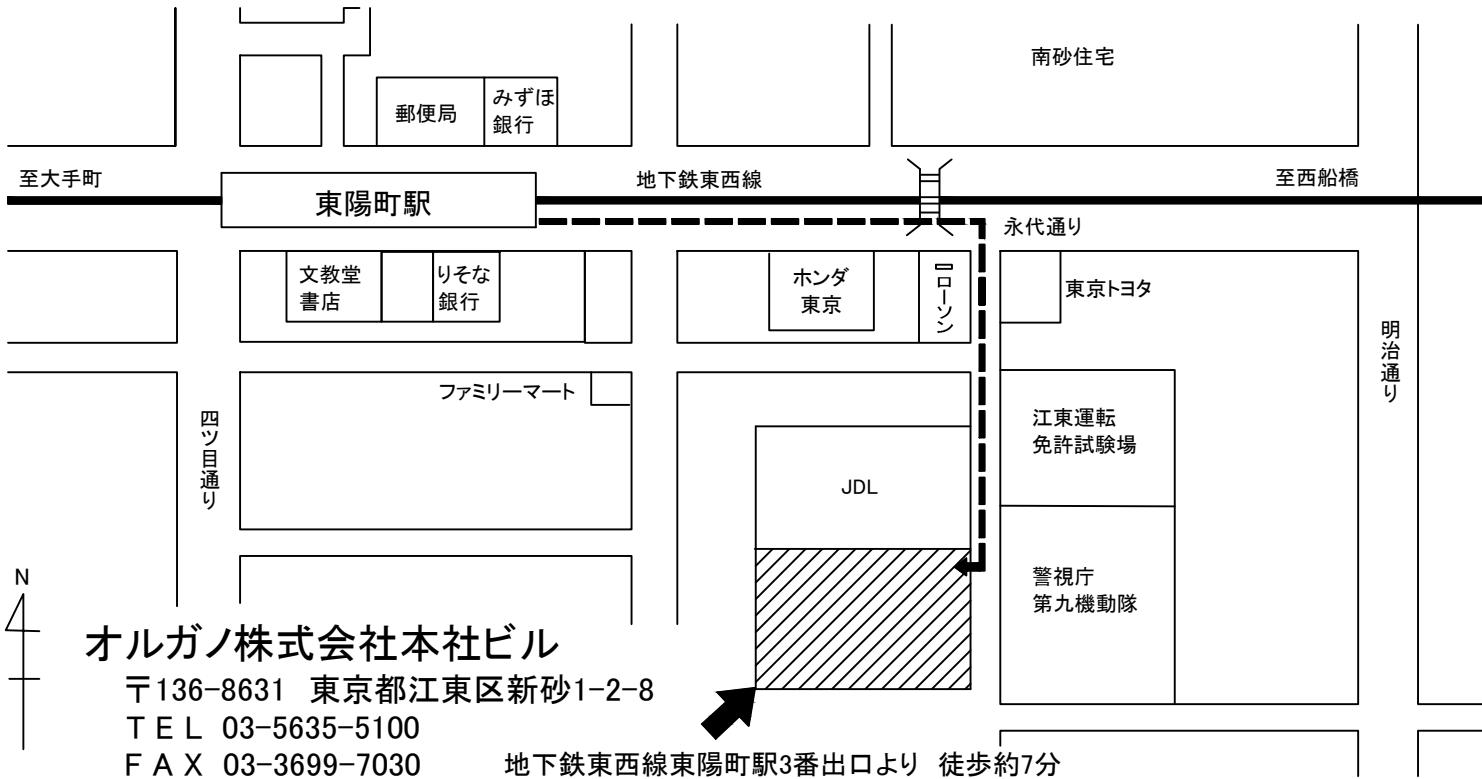 南砂住宅
郵便局
みずほ
銀行
至大手町
東陽町駅
地下鉄東西線
至西船橋
永代通り
文教堂
書店
りそな
銀行
ホンダ
東京
ローソン
東京トヨタ
明治通り
ファミリーマート
四ツ目通り
江東運転
免許試験場
JDL
警視庁
第九機動隊
N
オルガノ株式会社本社ビル
〒136-8631 東京都江東区新砂1-2-8
TEL 03-5635-5100
FAX 03-3699-7030
地下鉄東西線東陽町駅3番出口より 徒歩約7分